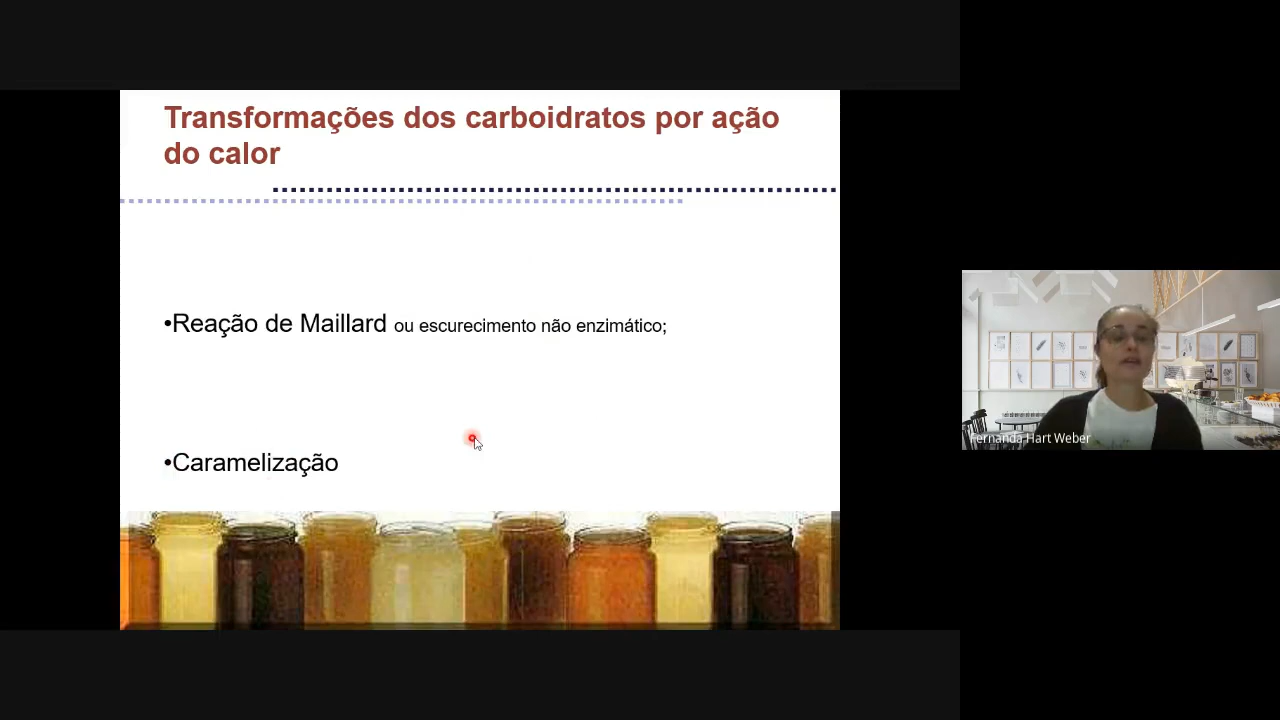 Transformações dos carboidratos por ação
do calor
•Reação de Maillard ou escurecimento não enzimático;
•Caramelização
Fernanda Hart Weber